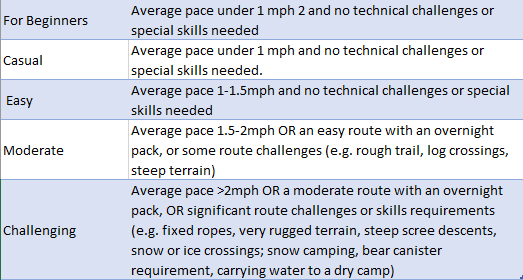 For Beginners
Average pace under 1 mph 2 and no technical challenges or
special skills needed
Casual
Average pace under 1 mph and no technical challenges or
special skills needed.
Easy
Average pace 1-1.5mph and no technical challenges or special
skills needed
Moderate
Average pace 1.5-2mph OR an easy route with an overnight
pack, or some route challenges (e.g. rough trail, log crossings,
steep terrain)
Challenging
Average pace >2mph OR a moderate route with an overnight
pack, OR significant route challenges or skills requirements
(e.g. fixed ropes, very rugged terrain, steep scree descents,
snow or ice crossings; snow camping, bear canister
requirement, carrying water to a dry camp)